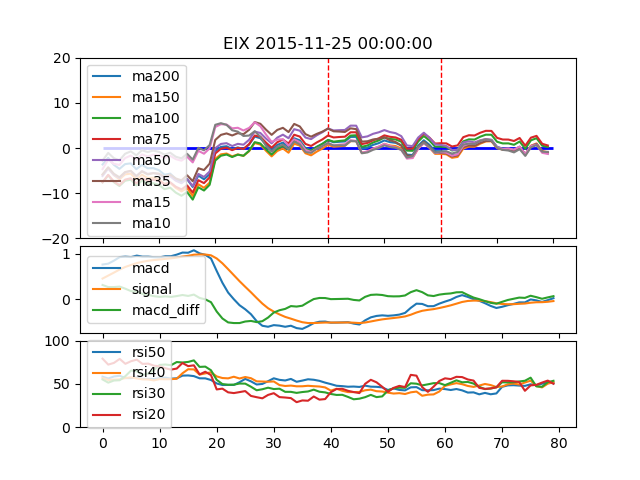 EIX 2015-11-25 00:00:00
20
10
0
−10
−20
ma200
ma150
ma100
ma75
ma50
ma35
ma15
ma10
1
0
macd
signal
macd_diff
100
50
0
rsi50
rsi40
rsi30
rsi20
0 10 20 30 40 50 60 70 80